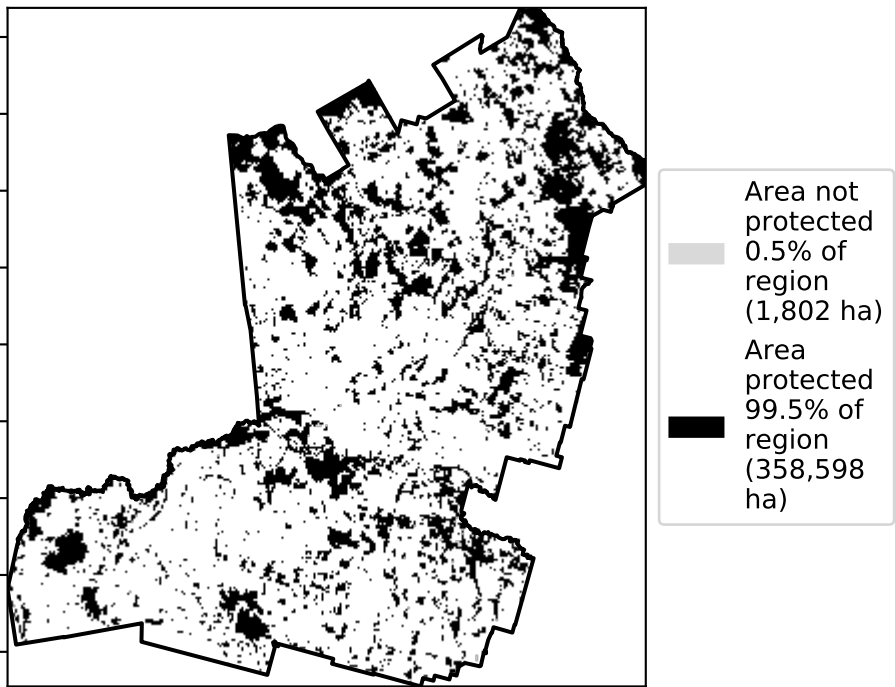 Area not
protected
0.5% of
region
(1,802 ha)
Area
protected
99.5% of
region
(358,598
ha)